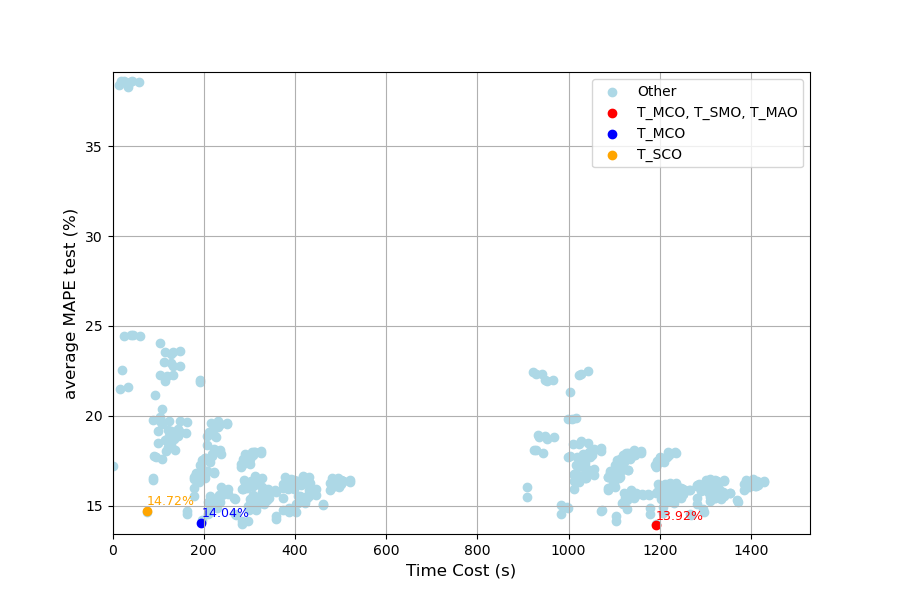 Other
T_MCO, T_SMO, T_MAO
T_MCO
T_SCO
average MAPE test (%)
35
30
25
20
15
14.72%
14.04%
13.92%
0
200
400
600
800
1000
1200
1400
Time Cost (s)